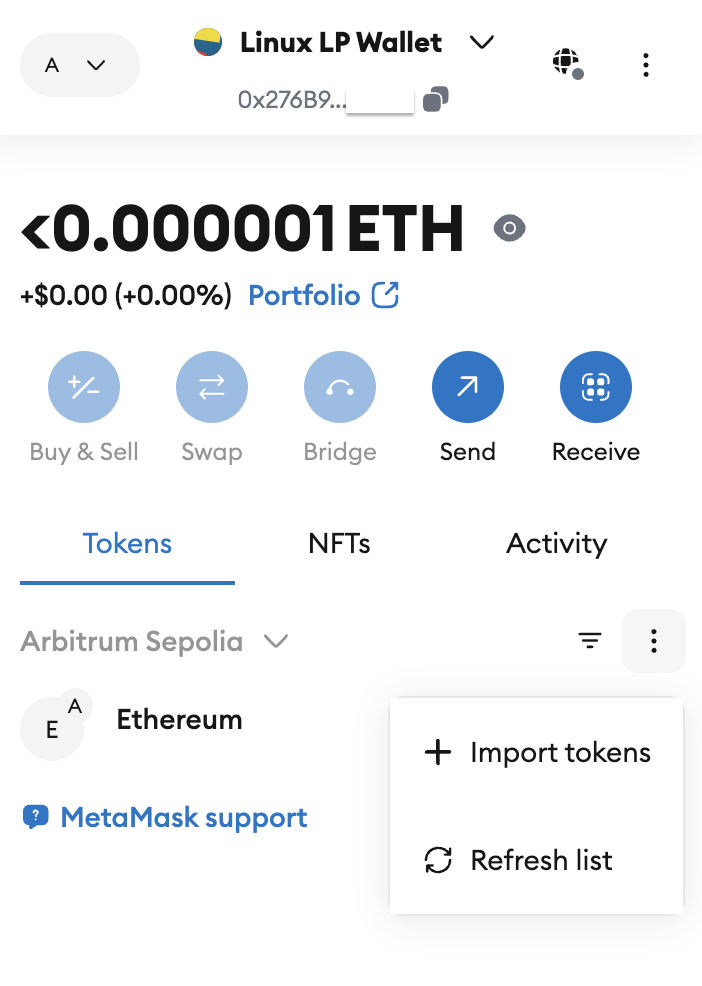 A
Linux LP Wallet
0x276B9...
<0.000001 ETH
+$0.00 (+0.00%) Portfolio
Buy & Sell Swap Bridge Send Receive
Tokens NFTs Activity
Arbitrum Sepolia
E A Ethereum
Import tokens
? MetaMask support
Refresh list